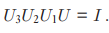 U₃U₂U₁U = I .